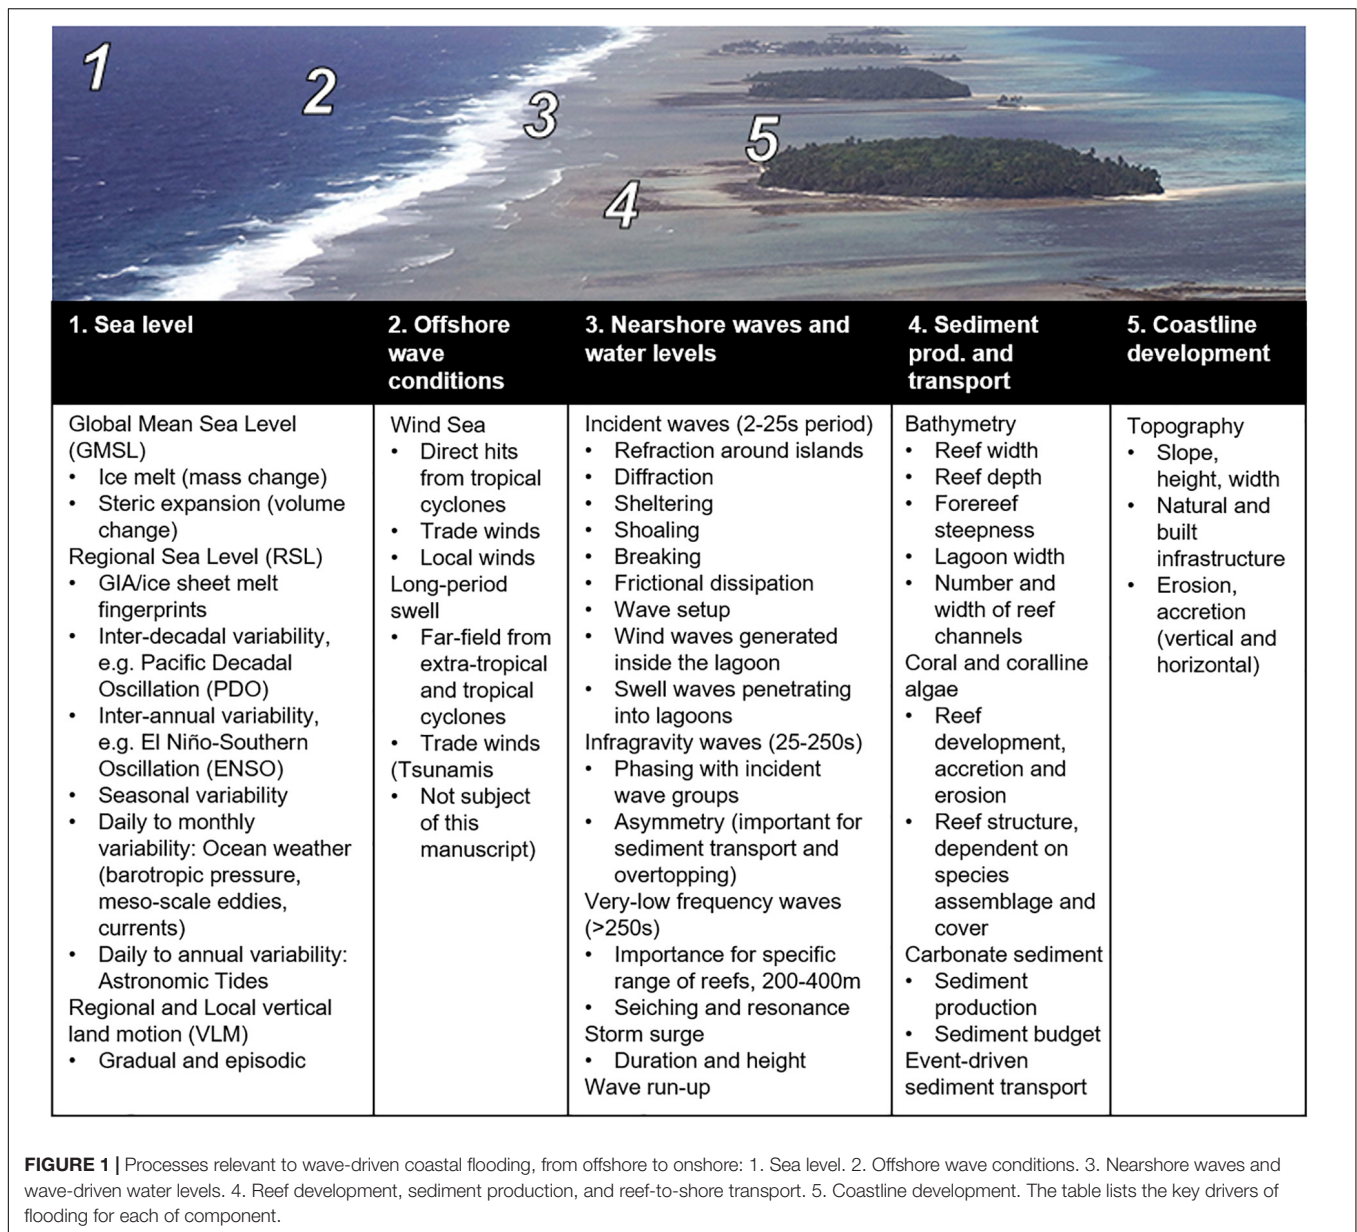 1
2
3
4
5
1. Sea level
Global Mean Sea Level
(GMSL)
• Ice melt (mass change)
• Steric expansion (volume
change)
Regional Sea Level (RSL)
• GIA/ice sheet melt
fingerprints
• Inter-decadal variability,
e.g. Pacific Decadal
Oscillation (PDO)
• Inter-annual variability,
e.g. El Niño-Southern
Oscillation (ENSO)
• Seasonal variability
• Daily to monthly
variability: Ocean weather
(barotropic pressure,
meso-scale eddies,
currents)
• Daily to annual variability:
Astronomic Tides
Regional and Local vertical
land motion (VLM)
• Gradual and episodic
2. Offshore
wave
conditions
Wind Sea
• Direct hits
from tropical
cyclones
• Trade winds
• Local winds
Long-period
swell
• Far-field from
extra-tropical
and tropical
cyclones
• Trade winds
(Tsunamis
• Not subject
of this
manuscript)
3. Nearshore waves and
water levels
Incident waves (2-25s period)
• Refraction around islands
• Diffraction
• Sheltering
• Shoaling
• Breaking
• Frictional dissipation
• Wave setup
• Wind waves generated
inside the lagoon
• Swell waves penetrating
into lagoons
Infragravity waves (25-250s)
• Phasing with incident
wave groups
• Asymmetry (important for
sediment transport and
overtopping)
Very-low frequency waves
(>250s)
• Importance for specific
range of reefs, 200-400m
• Seiching and resonance
Storm surge
• Duration and height
Wave run-up
4. Sediment
prod. and
transport
Bathymetry
• Reef width
• Reef depth
• Forereef
steepness
• Lagoon width
• Number and
width of reef
channels
Coral and coralline
algae
• Reef
development,
accretion and
erosion
• Reef structure,
dependent on
species
assemblage and
cover
Carbonate sediment
• Sediment
production
• Sediment budget
Event-driven
sediment transport
5. Coastline
development
Topography
• Slope,
height, width
• Natural and
built
infrastructure
• Erosion,
accretion
(vertical and
horizontal)
FIGURE 1 | Processes relevant to wave-driven coastal flooding, from offshore to onshore: 1. Sea level. 2. Offshore wave conditions. 3. Nearshore waves and
wave-driven water levels. 4. Reef development, sediment production, and reef-to-shore transport. 5. Coastline development. The table lists the key drivers of
flooding for each of component.